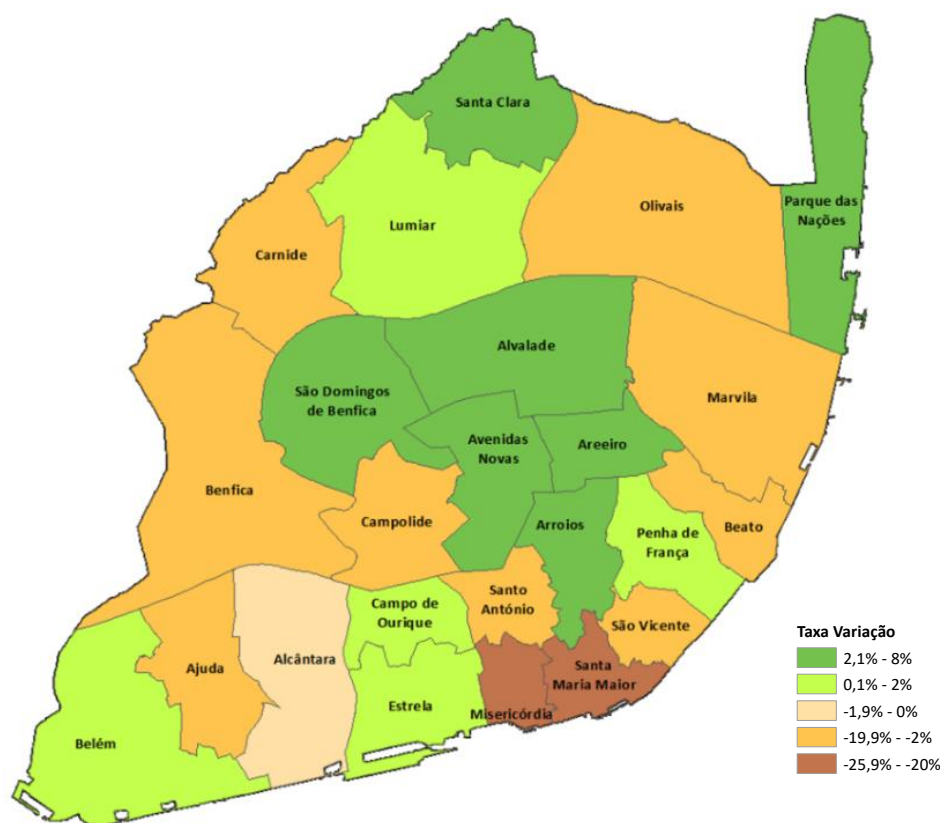 Santa Clara
Olivais
Parque das
Nações
Lumiar
Carnide
Alvalade
São Domingos
de Benfica
Marvila
Avenidas
Novas
Areeiro
Benfica
Campolide
Arroios
Beato
Penha de
França
Santo
António
Campo de
Ourique
São Vicente
Ajuda
Alcântara
Santa
Maria Maior
Estrela
Misericórdia
Belém
Taxa Variação
2,1% - 8%
0,1% - 2%
-1,9% - 0%
-19,9% - -2%
-25,9% - -20%